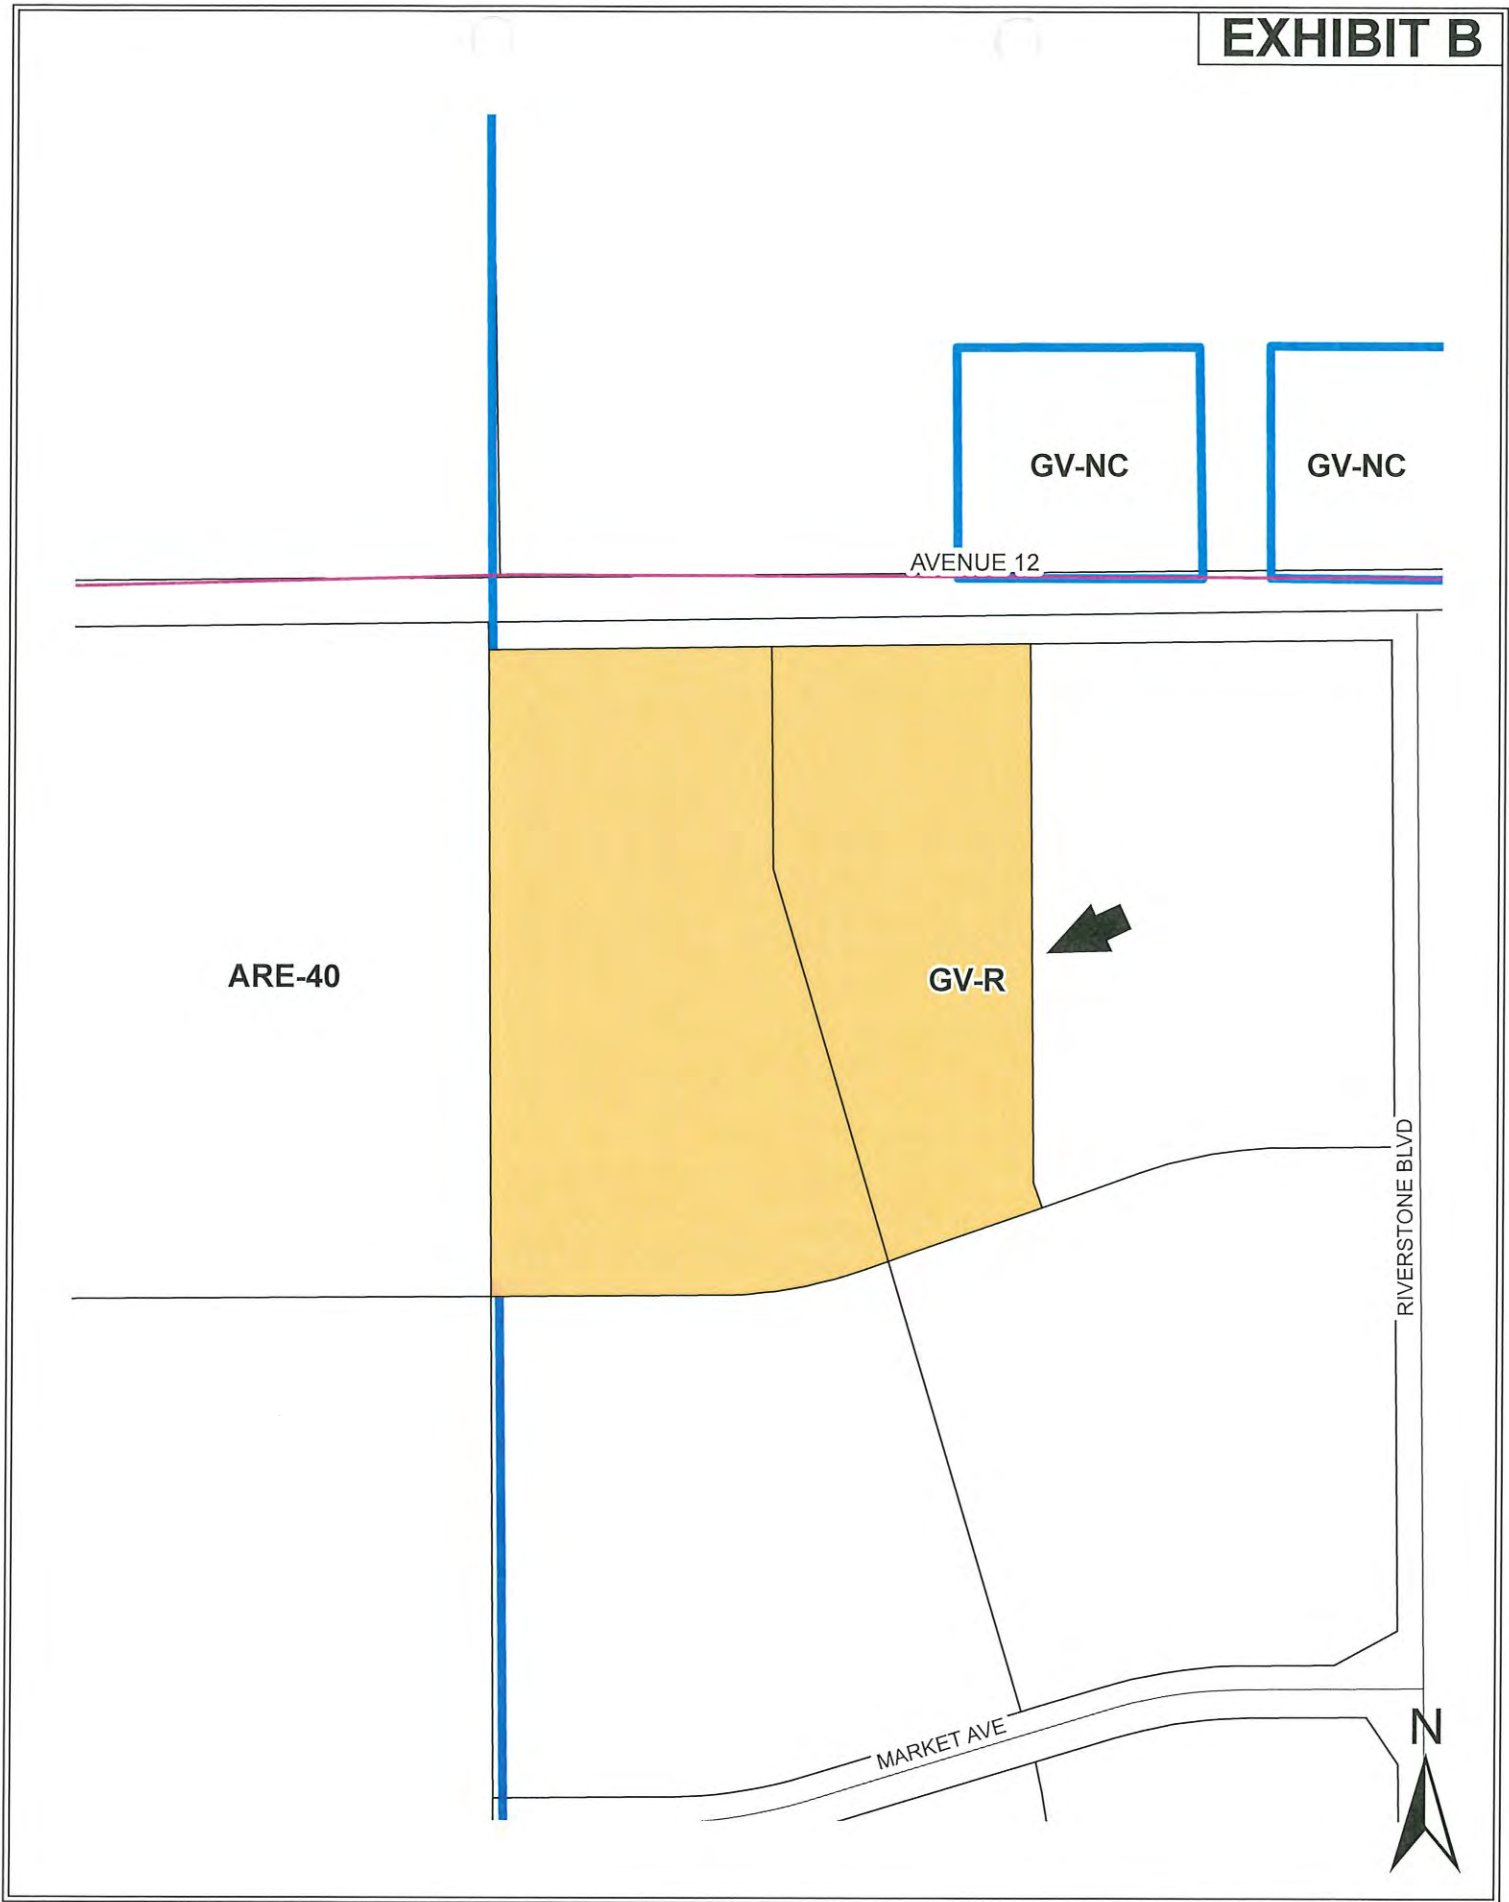 EXHIBIT B
GV-NC
GV-NC
AVENUE 12
ARE-40
GV-R
RIVERSTONE BLVD
MARKET AVE
N